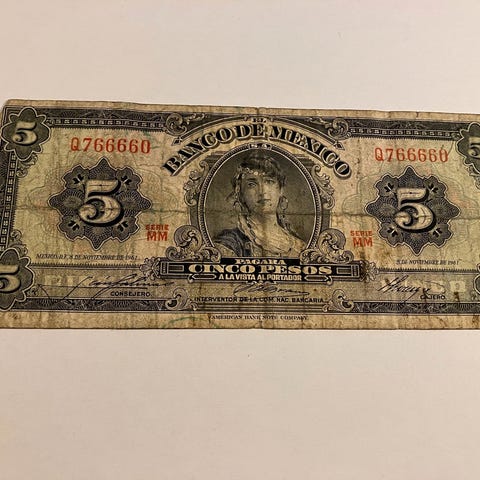 5
EL
BANCO DE MEXICO
Q766660
Q766660
5
5
SERIE
MM
SERIE
MM
PAGARÁ
CINCO PESOS
A LA VISTA AL PORTADOR
MEXICO, D.F. 8 DE NOVIEMBRE DE 1961
8 DE NOVIEMBRE DE 1961
5
CONSEJERO
INTERVENTOR DE LA COM. NAC. BANCARIA
CAJERO
AMERICAN BANK NOTE COMPANY